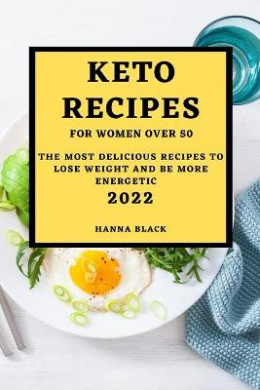 KETO
RECIPES
FOR WOMEN OVER 50
THE MOST DELICIOUS RECIPES TO
LOSE WEIGHT AND BE MORE
ENERGETIC
2022
HANNA BLACK